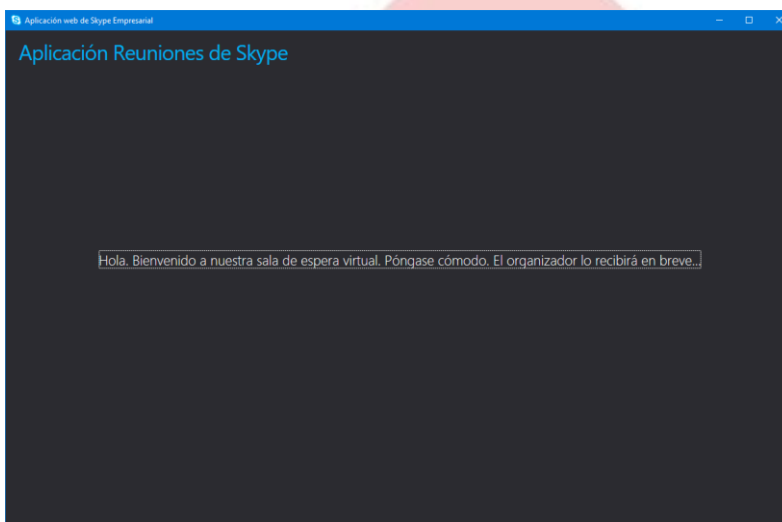 Aplicación web de Skype Empresarial
Aplicación Reuniones de Skype
Hola. Bienvenido a nuestra sala de espera virtual. Póngase cómodo. El organizador lo recibirá en breve...